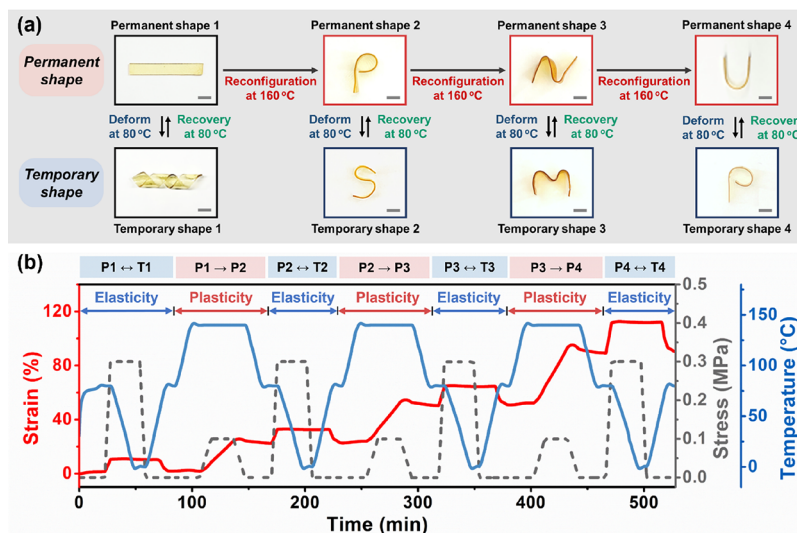 (a)
Permanent shape 1
Permanent shape 2
Permanent shape 3
Permanent shape 4
Permanent shape
Reconfiguration at 160 °C
Reconfiguration at 160 °C
Reconfiguration at 160 °C
Deform at 80 °C
Recovery at 80 °C
Deform at 80 °C
Recovery at 80 °C
Deform at 80 °C
Recovery at 80 °C
Deform at 80 °C
Recovery at 80 °C
Temporary shape
Temporary shape 1
Temporary shape 2
Temporary shape 3
Temporary shape 4
(b)
P1 ↔ T1
P1 → P2
P2 ↔ T2
P2 → P3
P3 ↔ T3
P3 → P4
P4 ↔ T4
Elasticity
Plasticity
Elasticity
Plasticity
Elasticity
Plasticity
Elasticity
Strain (%)
120
80
40
0
0
100
200
300
400
500
Time (min)
0.5
0.4
0.3
0.2
0.1
0.0
Stress (MPa)
150
100
50
0
Temperature (°C)